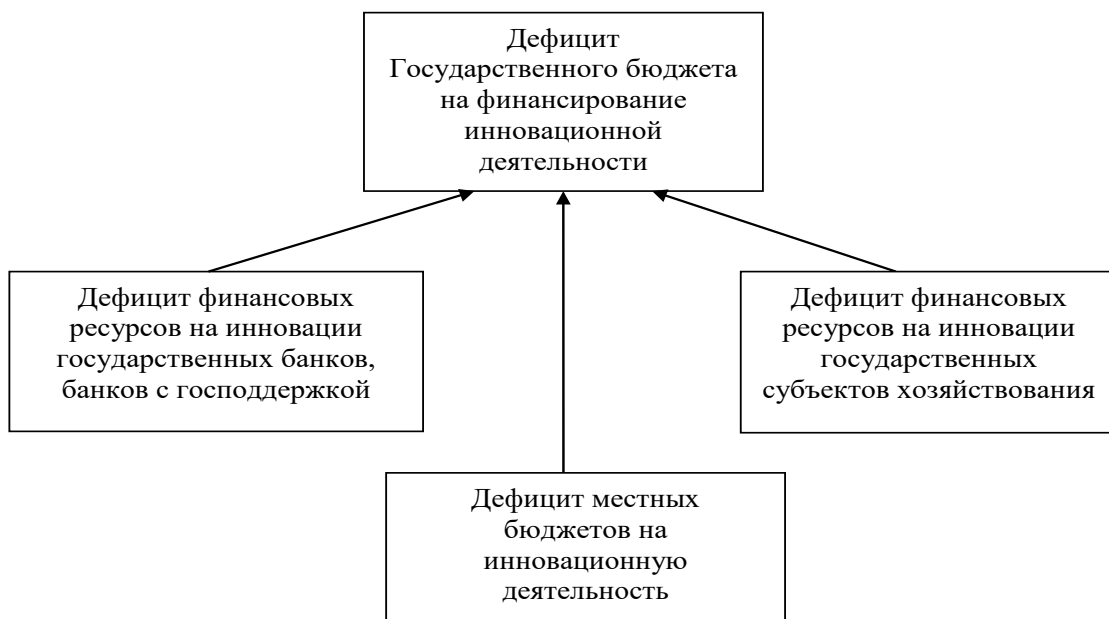 Дефицит
Государственного бюджета
на финансирование
инновационной
деятельности
Дефицит финансовых
ресурсов на инновации
государственных банков,
банков с господдержкой
Дефицит финансовых
ресурсов на инновации
государственных
субъектов хозяйствования
Дефицит местных
бюджетов на
инновационную
деятельность